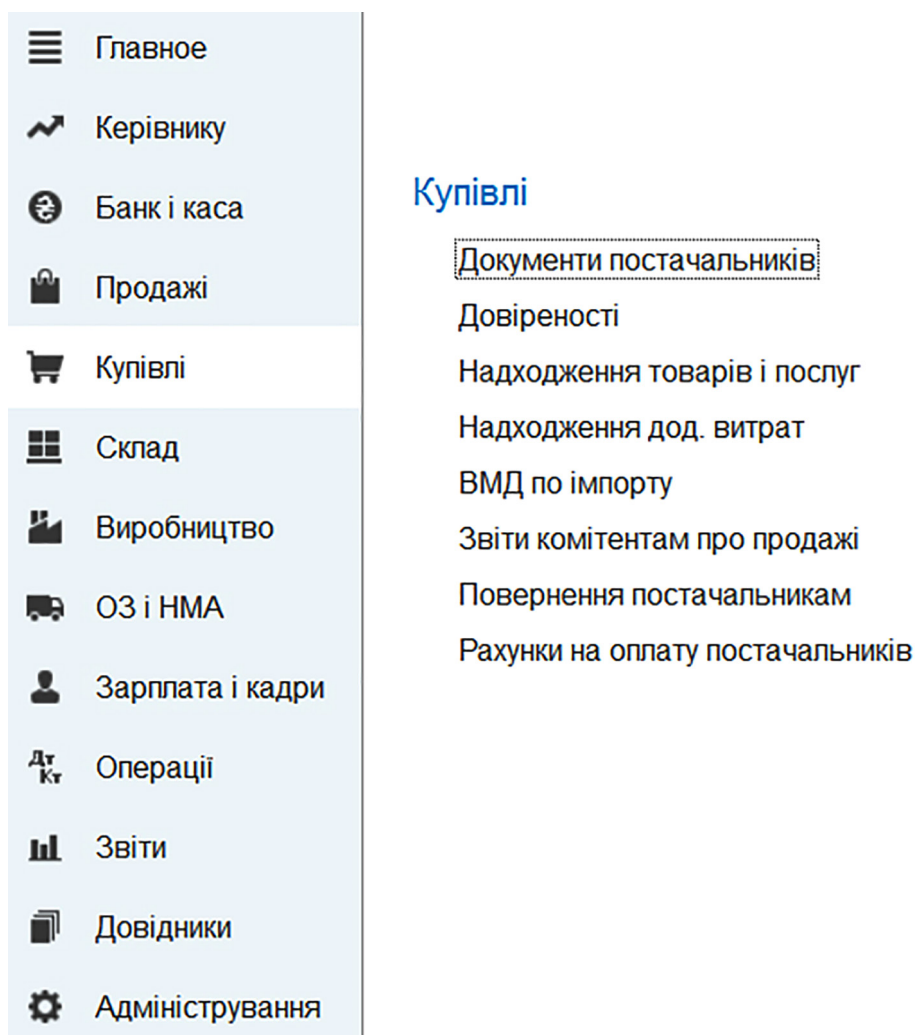 Главное
Керівнику
Банк і каса
Продажі
Купівлі
Склад
Виробництво
ОЗ і НМА
Зарплата і кадри
Дт
Кт
Операції
Звіти
Довідники
Адміністрування
Купівлі
Документи постачальників
Довіреності
Надходження товарів і послуг
Надходження дод. витрат
ВМД по імпорту
Звіти комітентам про продажі
Повернення постачальникам
Рахунки на оплату постачальників